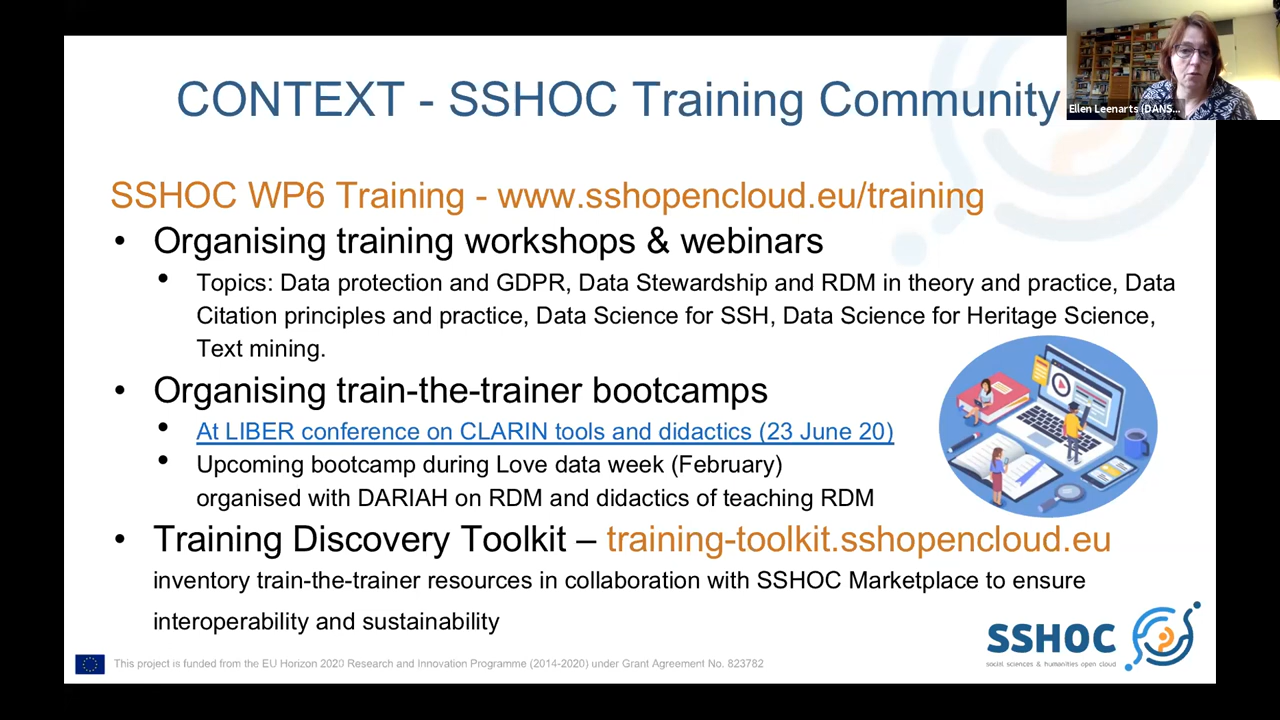 CONTEXT - SSHOC Training Community
Ellen Leenarts (DANS...
SSHOC WP6 Training - www.sshopencloud.eu/training
• Organising training workshops & webinars
• Topics: Data protection and GDPR, Data Stewardship and RDM in theory and practice, Data
Citation principles and practice, Data Science for SSH, Data Science for Heritage Science,
Text mining.
• Organising train-the-trainer bootcamps
• At LIBER conference on CLARIN tools and didactics (23 June 20)
• Upcoming bootcamp during Love data week (February)
organised with DARIAH on RDM and didactics of teaching RDM
• Training Discovery Toolkit – training-toolkit.sshopencloud.eu
inventory train-the-trainer resources in collaboration with SSHOC Marketplace to ensure
interoperability and sustainability
SSHOC
social sciences & humanities open cloud
This project is funded from the EU Horizon 2020 Research and Innovation Programme (2014-2020) under Grant Agreement No. 823782